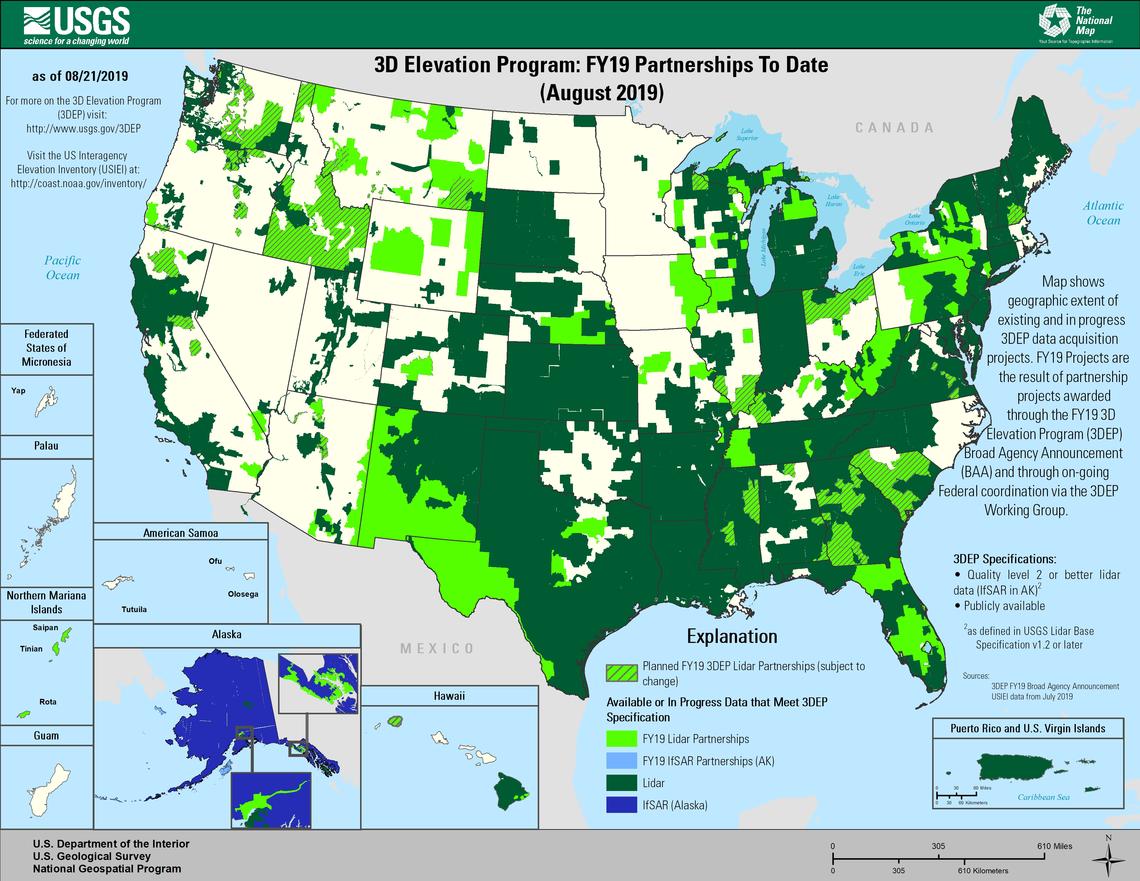 USGS
science for a changing world
The
National
Map
Your Source for Topographic Information
3D Elevation Program: FY19 Partnerships To Date
(August 2019)
as of 08/21/2019
For more on the 3D Elevation Program
(3DEP) visit:
http://www.usgs.gov/3DEP
Visit the US Interagency
Elevation Inventory (USIEI) at:
http://coast.noaa.gov/inventory/
CANADA
Lake
Superior
Lake
Huron
Lake Michigan
Lake
Ontario
Lake
Erie
Atlantic
Ocean
Pacific
Ocean
MEXICO
Map shows
geographic extent of
existing and in progress
3DEP data acquisition
projects. FY19 Projects are
the result of partnership
projects awarded
through the FY19 3D
Elevation Program (3DEP)
Broad Agency Announcement
(BAA) and through on-going
Federal coordination via the 3DEP
Working Group.
3DEP Specifications:
• Quality level 2 or better lidar
data (IfSAR in AK)2
• Publicly available
2as defined in USGS Lidar Base
Specification v1.2 or later
Sources:
3DEP FY19 Broad Agency Announcement
USIEI data from July 2019
Federated
States of
Micronesia
Yap
Palau
Northern Mariana
Islands
Saipan
Tinian
Rota
Guam
American Samoa
Ofu
Olosega
Tutuila
Alaska
Hawaii
Explanation
Planned FY19 3DEP Lidar Partnerships (subject to
change)
Available or In Progress Data that Meet 3DEP
Specification
FY19 Lidar Partnerships
FY19 IfSAR Partnerships (AK)
Lidar
IfSAR (Alaska)
Puerto Rico and U.S. Virgin Islands
0 30 60 Miles
0 30 60 Kilometers
Caribbean Sea
U.S. Department of the Interior
U.S. Geological Survey
National Geospatial Program
0 305 610 Miles
0 305 610 Kilometers
N